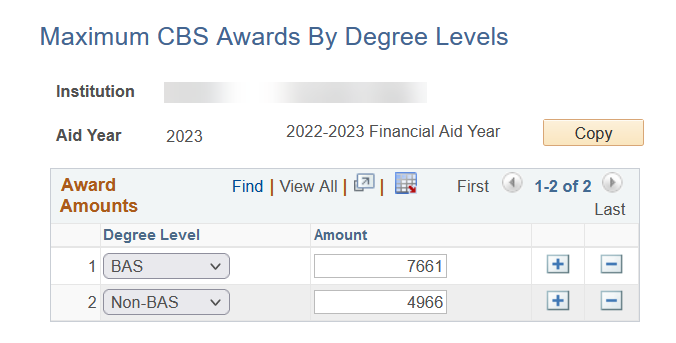 Maximum CBS Awards By Degree Levels
Institution
Aid Year 2023 2022-2023 Financial Aid Year Copy
Award Amounts Find | View All | | First 1-2 of 2 Last
Degree Level Amount
1 BAS 7661
2 Non-BAS 4966